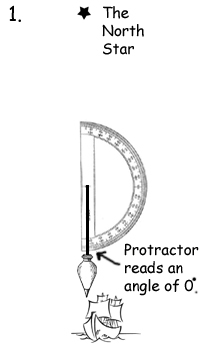 1.
The
North
Star
Protractor
reads an
angle of 0°.